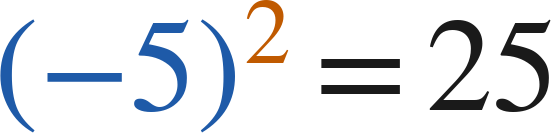 (−5)² = 25